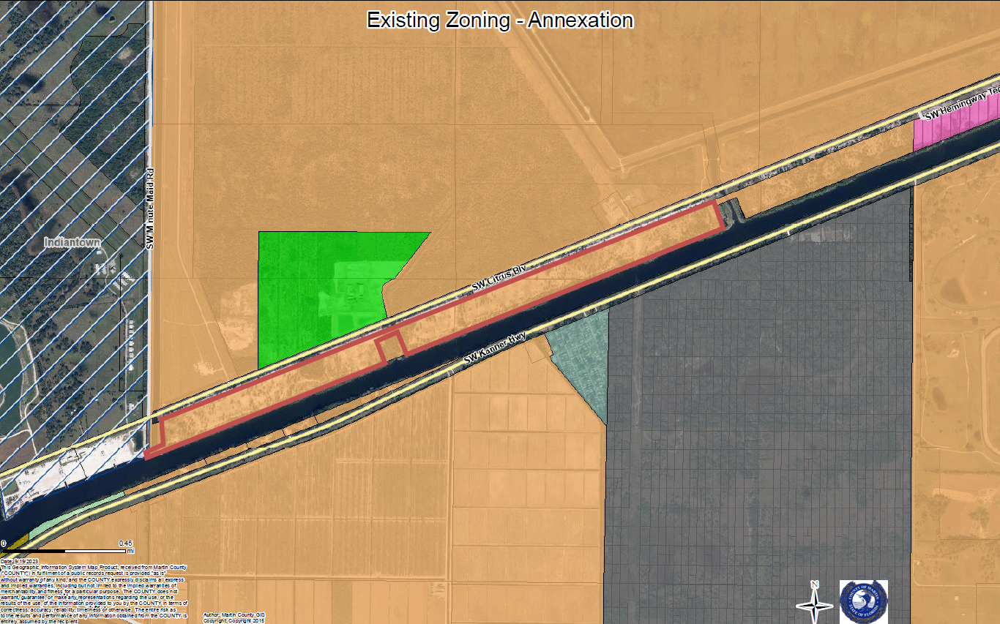 Existing Zoning - Annexation
SW Hemingway Ter
SW M nute Maid Rd
Indiantown
SW Citrus Blv
SW Kanner Hwy
0 0.45
mi
Date: 9/19/2023
This Geographic Information System Map Product, received from Martin County
("COUNTY") in fulfillment of a public records request is provided "as is"
without warranty of any kind, and the COUNTY expressly disclaims all express
and implied warranties, including but not limited to the implied warranties of
merchantability and fitness for a particular purpose. The COUNTY does not
warrant, guarantee, or make any representations regarding the use, or the
results of the use, of the information provided to you by the COUNTY in terms of
correctness, accuracy, reliability, timeliness or otherwise. The entire risk as
to the results and performance of any information obtained from the COUNTY is
entirely assumed by the recipient.
Author: Martin County GIS
Copyright: Copyright 2015
N
COUNTY OF MARTIN
STATE OF FLORIDA